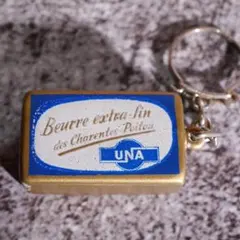 Beurre extra-fin
des Charentes-Poitou
UNA